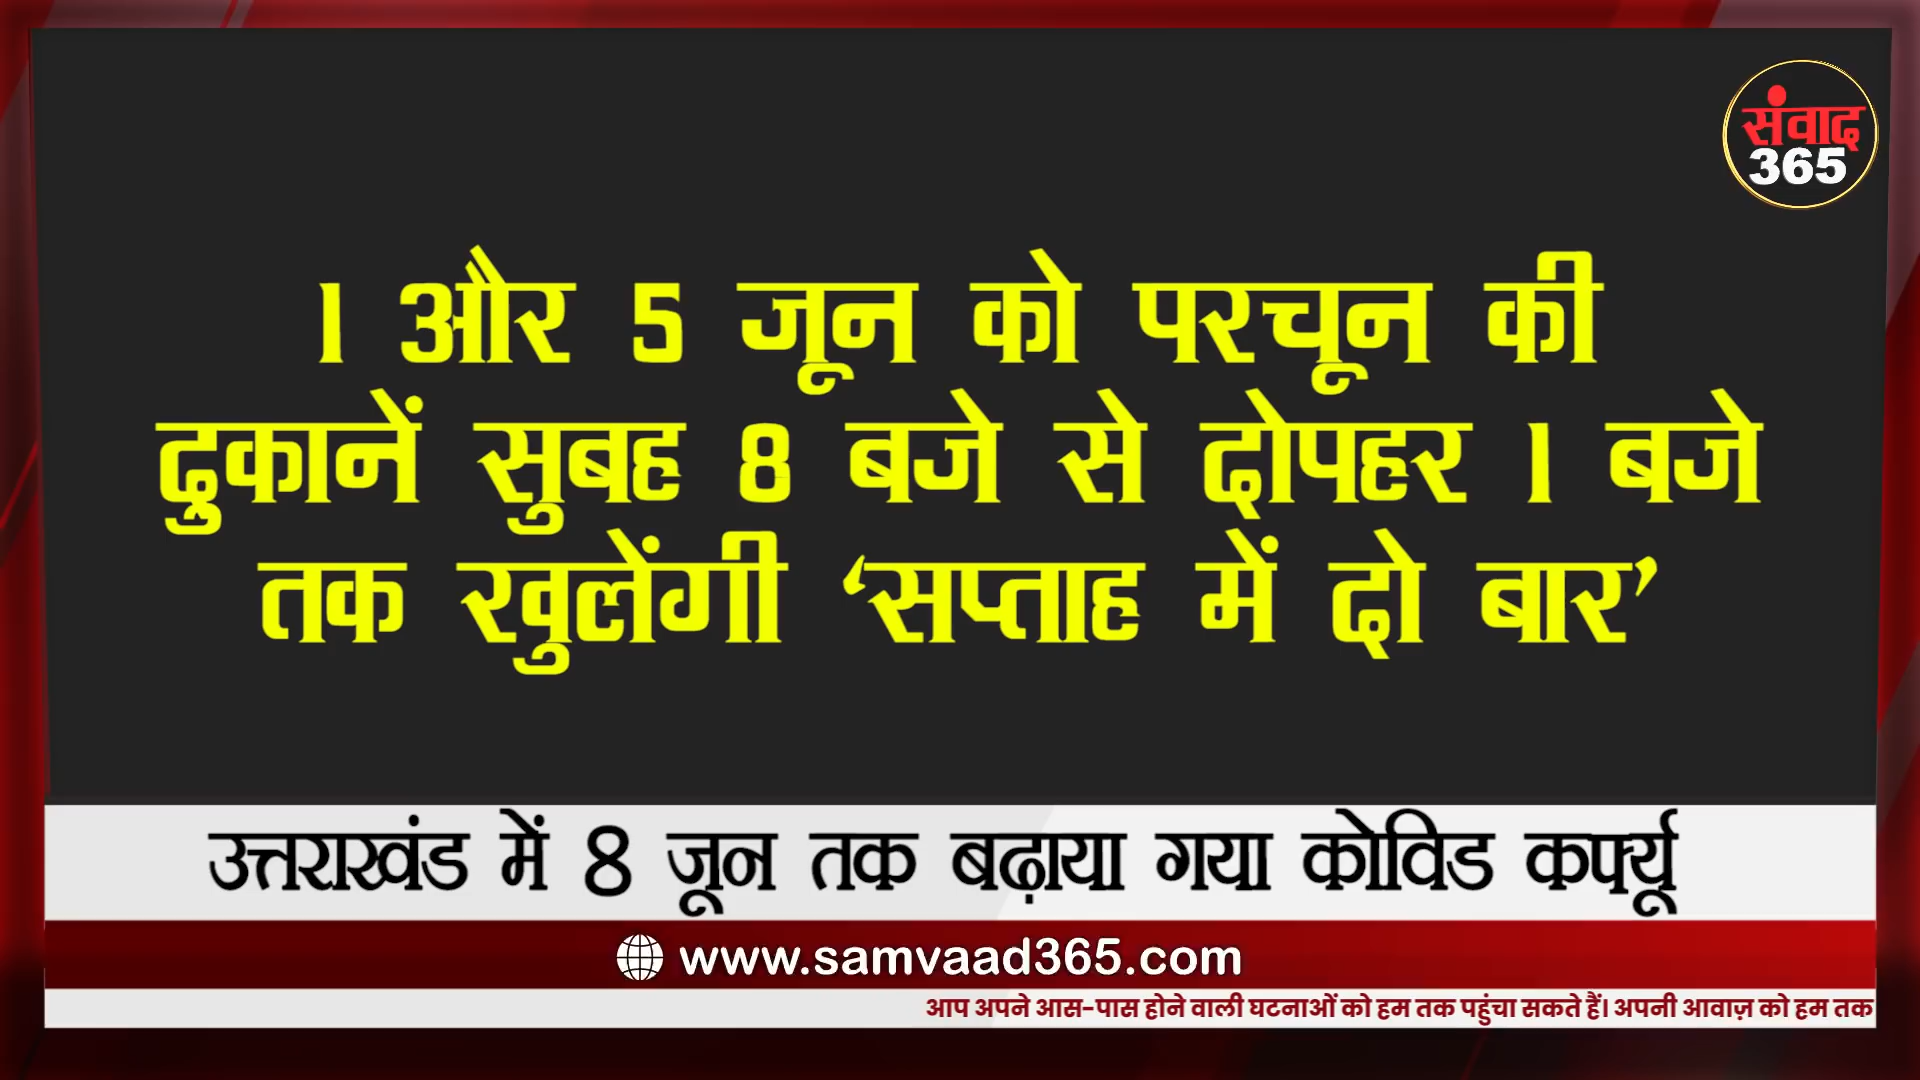 संवाद
365
1 और 5 जून को परचून की
दुकानें सुबह 8 बजे से दोपहर 1 बजे
तक खुलेंगी ‘सप्ताह में दो बार’
उत्तराखंड में 8 जून तक बढ़ाया गया कोविड कर्फ्यू
www.samvaad365.com
आप अपने आस-पास होने वाली घटनाओं को हम तक पहुंचा सकते हैं। अपनी आवाज़ को हम तक